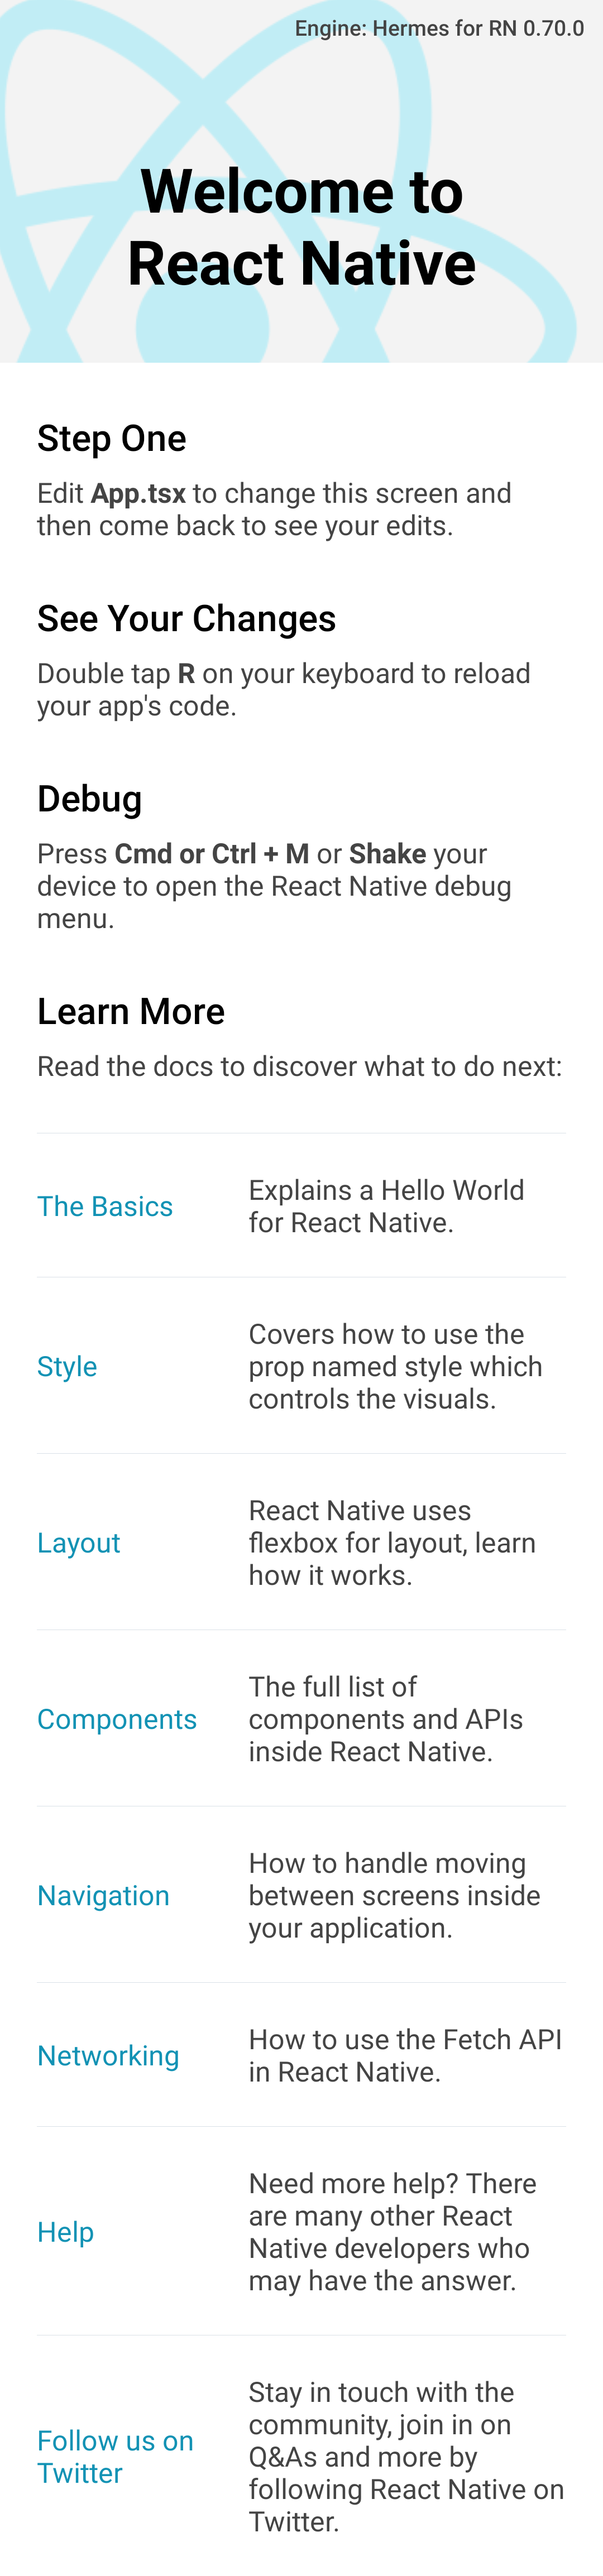 Engine: Hermes for RN 0.70.0
Welcome to
React Native
Step One
Edit App.tsx to change this screen and
then come back to see your edits.
See Your Changes
Double tap R on your keyboard to reload
your app's code.
Debug
Press Cmd or Ctrl + M or Shake your
device to open the React Native debug
menu.
Learn More
Read the docs to discover what to do next:
The Basics
Explains a Hello World
for React Native.
Style
Covers how to use the
prop named style which
controls the visuals.
Layout
React Native uses
flexbox for layout, learn
how it works.
Components
The full list of
components and APIs
inside React Native.
Navigation
How to handle moving
between screens inside
your application.
Networking
How to use the Fetch API
in React Native.
Help
Need more help? There
are many other React
Native developers who
may have the answer.
Follow us on
Twitter
Stay in touch with the
community, join in on
Q&As and more by
following React Native on
Twitter.